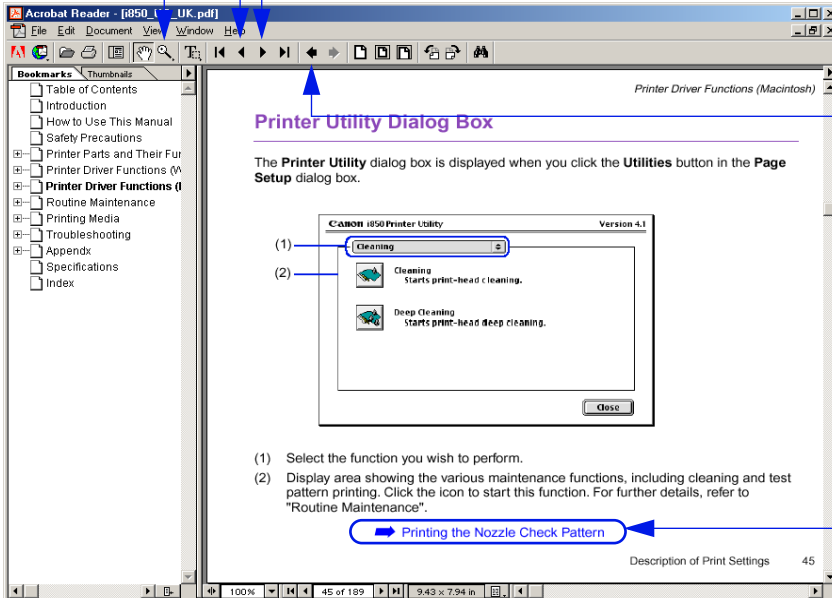 Acrobat Reader - [i850_ _UK.pdf]
File Edit Document View Window Help
Bookmarks Thumbnails
Table of Contents
Introduction
How to Use This Manual
Safety Precautions
Printer Parts and Their Fur
Printer Driver Functions (W
Printer Driver Functions (I
Routine Maintenance
Printing Media
Troubleshooting
Appendx
Specifications
Index
Printer Driver Functions (Macintosh)
Printer Utility Dialog Box
The Printer Utility dialog box is displayed when you click the Utilities button in the Page
Setup dialog box.
Canon i850 Printer Utility Version 4.1
(1) Cleaning
(2) Cleaning
Starts print-head cleaning.
Deep Cleaning
Starts print-head deep cleaning.
Close
(1) Select the function you wish to perform.
(2) Display area showing the various maintenance functions, including cleaning and test
pattern printing. Click the icon to start this function. For further details, refer to
"Routine Maintenance".
Printing the Nozzle Check Pattern
Description of Print Settings 45
100% 45 of 189 9.43 x 7.94 in